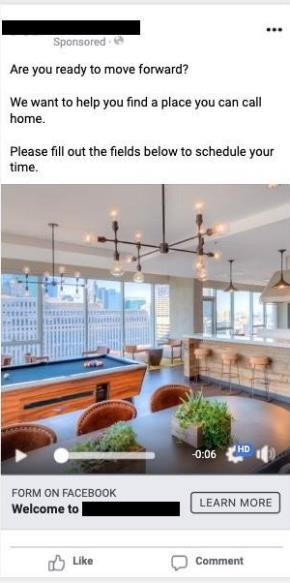 Sponsored ·
Are you ready to move forward?
We want to help you find a place you can call
home.
Please fill out the fields below to schedule your
time.
-0:06
HD
FORM ON FACEBOOK
Welcome to
LEARN MORE
Like
Comment